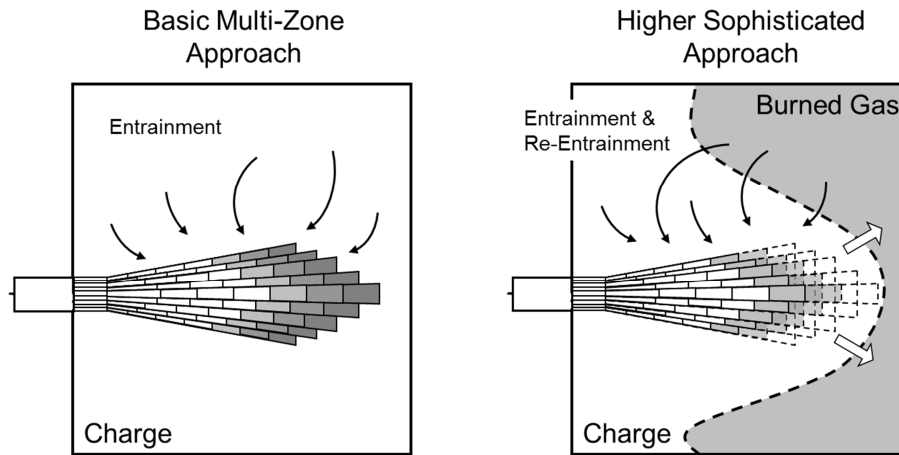 Basic Multi-Zone
Approach
Entrainment
Charge
Higher Sophisticated
Approach
Burned Gas
Entrainment &
Re-Entrainment
Charge